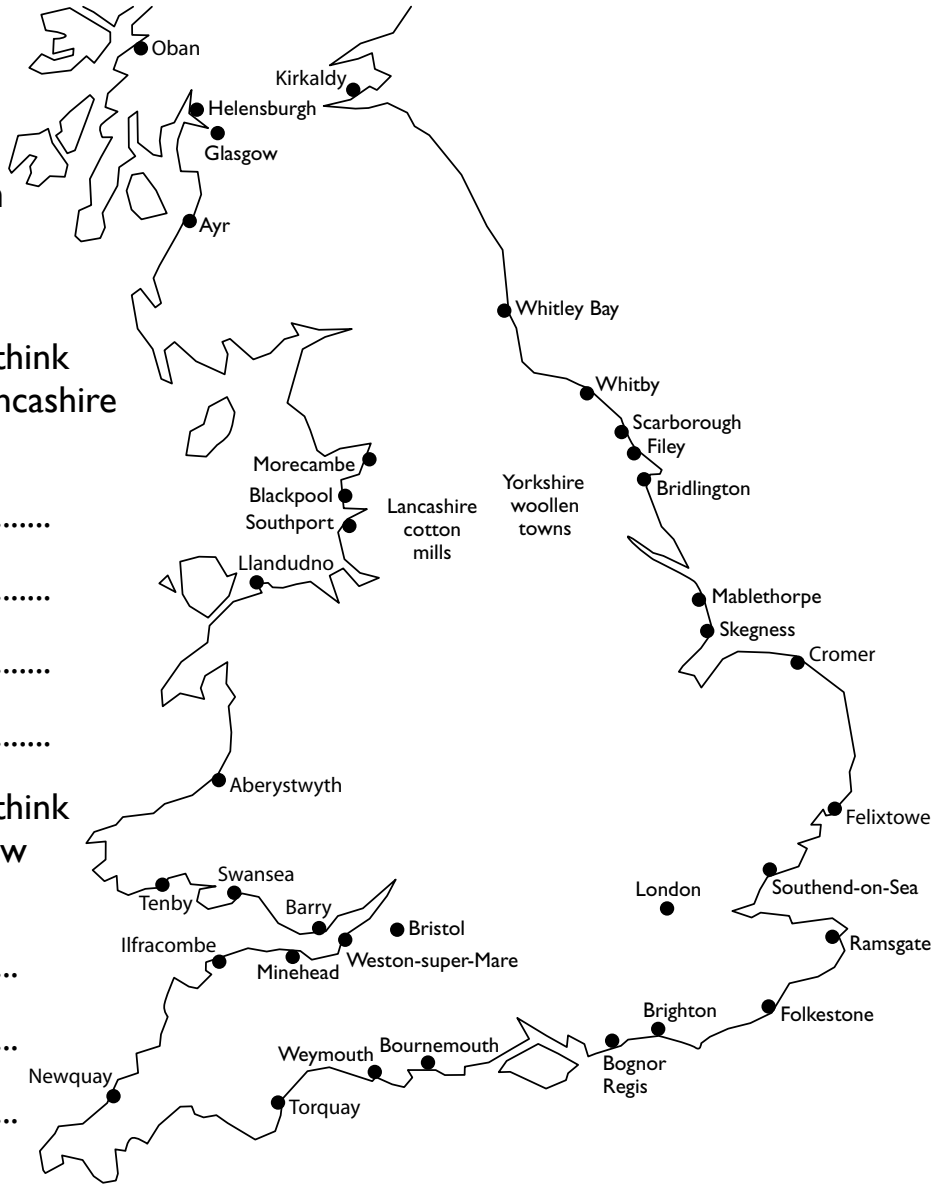 Oban
Kirkaldy
Helensburgh
Glasgow
Ayr
Whitley Bay
think
ncashire
Whitby
Scarborough
Filey
Morecambe
Bridlington
Blackpool
Southport
Lancashire
cotton
mills
Yorkshire
woollen
towns
.......
Llandudno
.......
Mablethorpe
Skegness
Cromer
.......
.......
Aberystwyth
think
w
Felixtowe
Swansea
Tenby
Southend-on-Sea
London
Barry
Bristol
Ilfracombe
Ramsgate
Minehead
Weston-super-Mare
...
Brighton
Folkestone
Weymouth
Bournemouth
...
Bognor
Regis
Newquay
Torquay
...